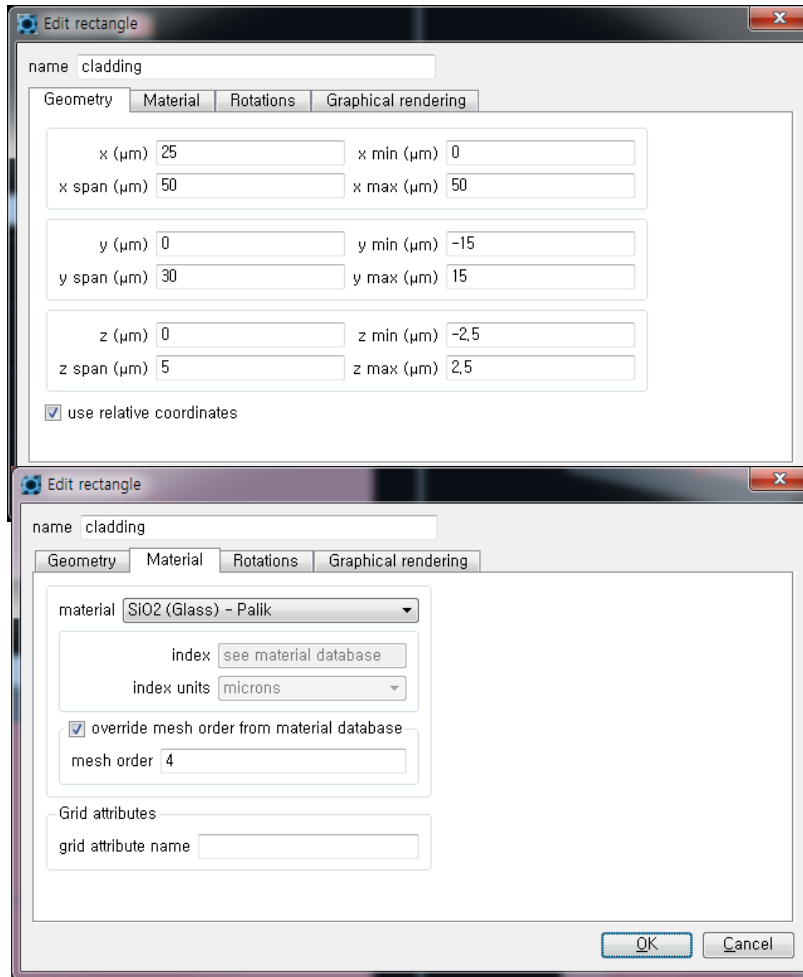 Edit rectangle
name cladding
Geometry Material Rotations Graphical rendering
x (μm) 25 x min (μm) 0
x span (μm) 50 x max (μm) 50
y (μm) 0 y min (μm) -15
y span (μm) 30 y max (μm) 15
z (μm) 0 z min (μm) -2.5
z span (μm) 5 z max (μm) 2.5
use relative coordinates
Edit rectangle
name cladding
Geometry Material Rotations Graphical rendering
material SiO2 (Glass) - Palik
index see material database
index units microns
override mesh order from material database
mesh order 4
Grid attributes
grid attribute name
OK Cancel